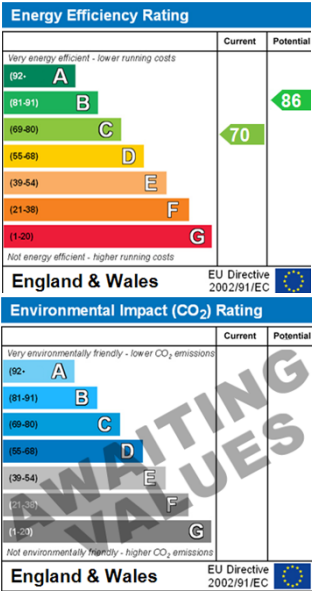 Energy Efficiency Rating
Current Potential
Very energy efficient - lower running costs
(92- A
(81-91) B
86
(69-80) C
70
(55-68) D
(39-54) E
(21-38) F
(1-20) G
Not energy efficient - higher running costs
England & Wales
EU Directive
2002/91/EC
Environmental Impact (CO2) Rating
Current Potential
Very environmentally friendly - lower CO2 emissions
(92- A
(81-91) B
(69-80) C
(55-68) D
(39-54) E
(21-38) F
(1-20) G
AWAITING
VALUES
Not environmentally friendly - higher CO2 emissions
England & Wales
EU Directive
2002/91/EC